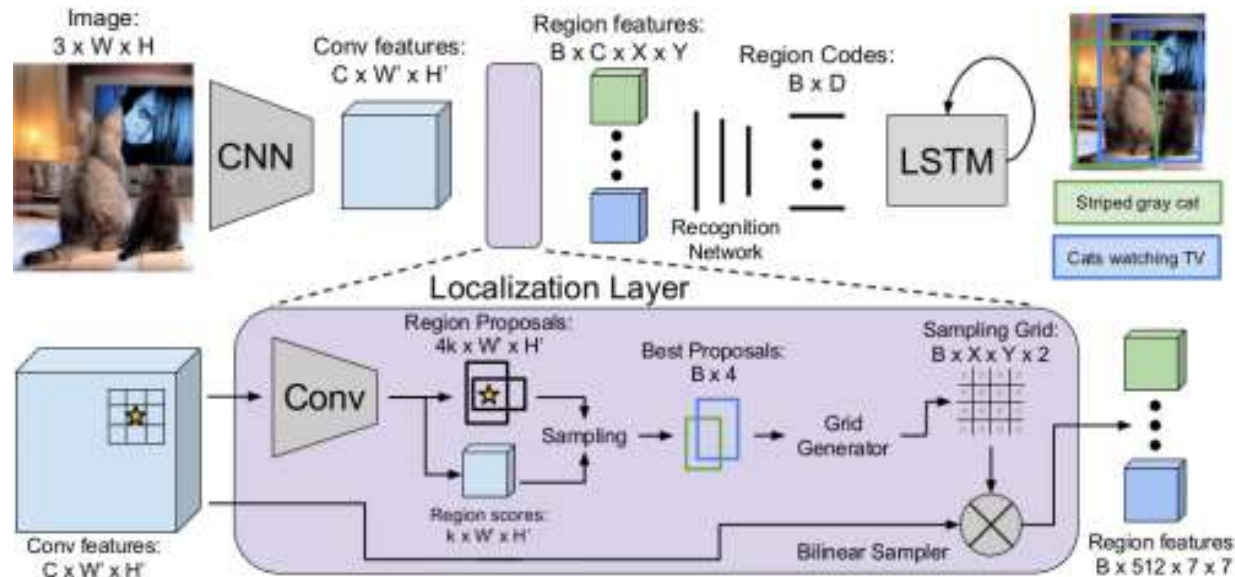 Image:
3 x W x H
Conv features:
C x W' x H'
Region features:
B x C x X x Y
Region Codes:
B x D
CNN
LSTM
Recognition
Network
Striped gray cat
Cats watching TV
Localization Layer
Region Proposals:
4k x W' x H'
Conv
Sampling
Region scores:
k x W' x H'
Best Proposals:
B x 4
Grid
Generator
Sampling Grid:
B x X x Y x 2
Bilinear Sampler
Conv features:
C x W' x H'
Region features:
B x 512 x 7 x 7